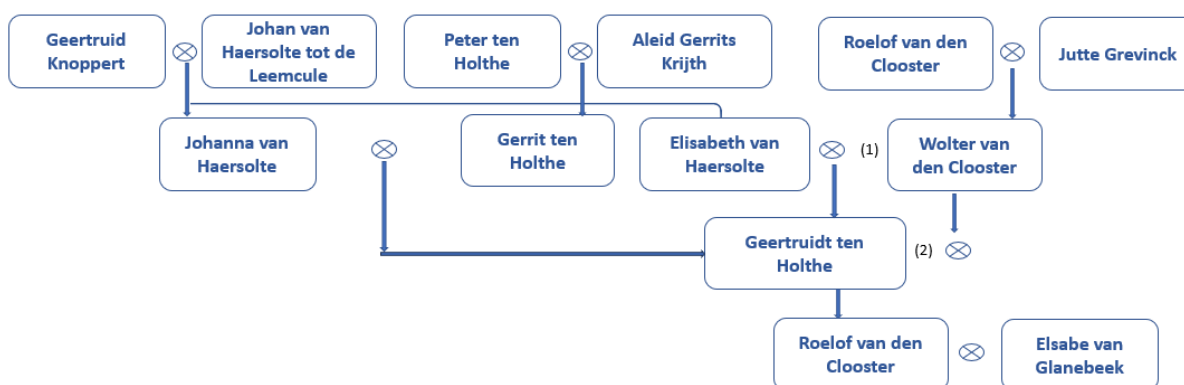 Geertruid
Knoppert
Johan van
Haersolte tot de
Leemcule
Peter ten
Holthe
Aleid Gerrits
Krijth
Roelof van den
Clooster
Jutte Grevinck
Johanna van
Haersolte
Gerrit ten
Holthe
Elisabeth van
Haersolte
(1)
Wolter van
den Clooster
Geertruidt ten
Holthe
(2)
Roelof van den
Clooster
Elsabe van
Glanebeek